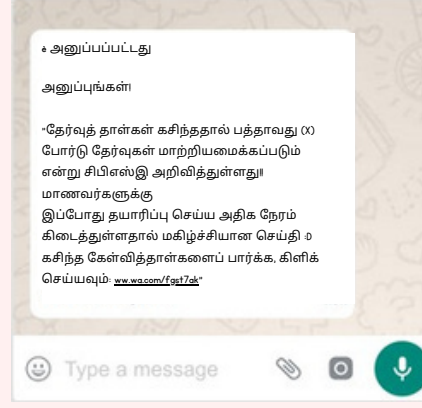 è அனுப்பப்பட்டது
அனுப்புங்கள்!
"தேர்வுத் தாள்கள் கசிந்ததால் பத்தாவது (X)
போர்டு தேர்வுகள் மாற்றியமைக்கப்படும்
என்று சிபிஎஸ்இ அறிவித்துள்ளது!!
மாணவர்களுக்கு
இப்போது தயாரிப்பு செய்ய அதிக நேரம்
கிடைத்துள்ளதால் மகிழ்ச்சியான செய்தி :D
கசிந்த கேள்வித்தாள்களைப் பார்க்க, கிளிக்
செய்யவும்: ww.wa.com/fgst7ak"
Type a message